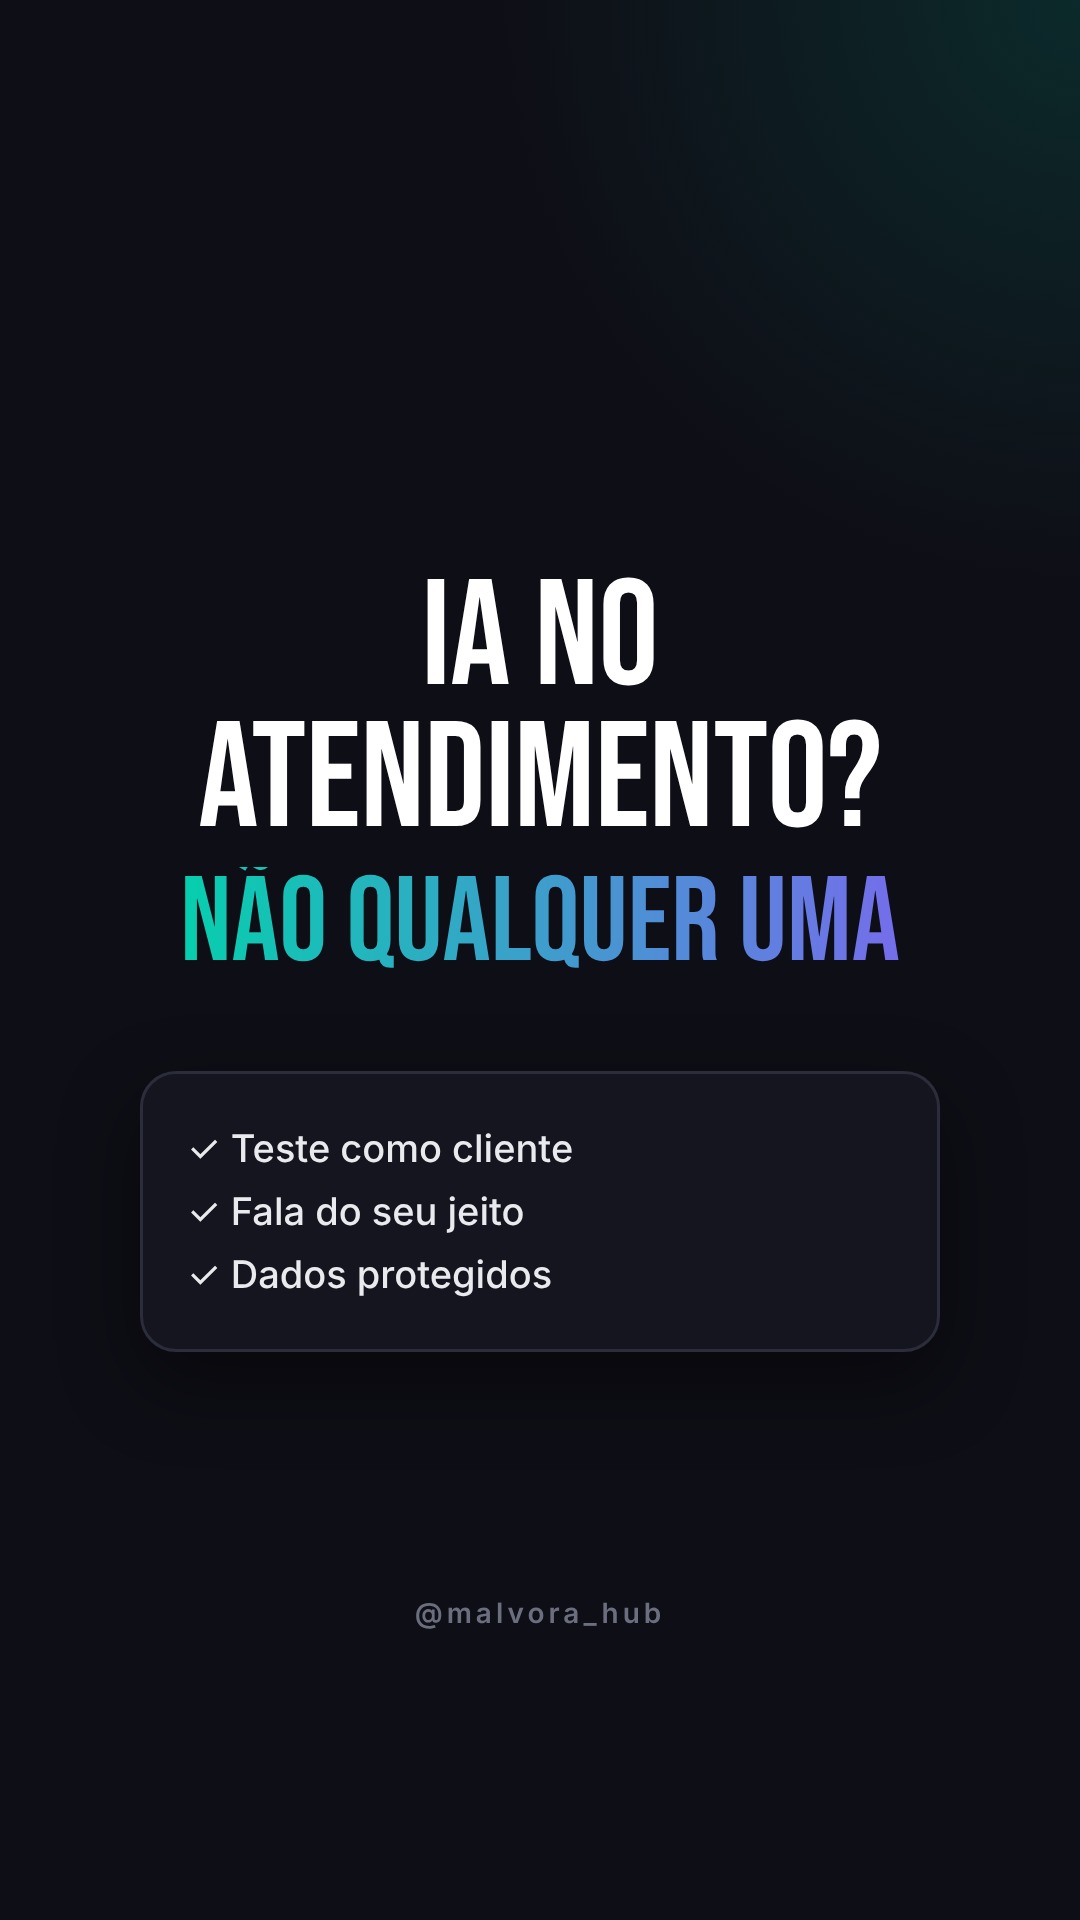 IA NO
ATENDIMENTO?
NÃO QUALQUER UMA
✓ Teste como cliente
✓ Fala do seu jeito
✓ Dados protegidos
@malvora_hub